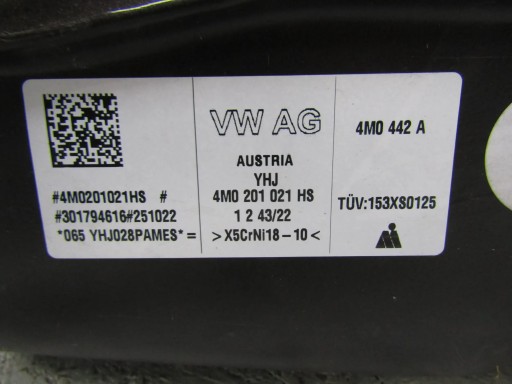 #4M0201021HS #
#301794616#251022
*065 YHJ028PAMES*=
VW AG
AUSTRIA
YHJ
4M0 201 021 HS
1 2 43/22
>X5CrNi18-10<
4M0 442 A
TÜV:153XS0125